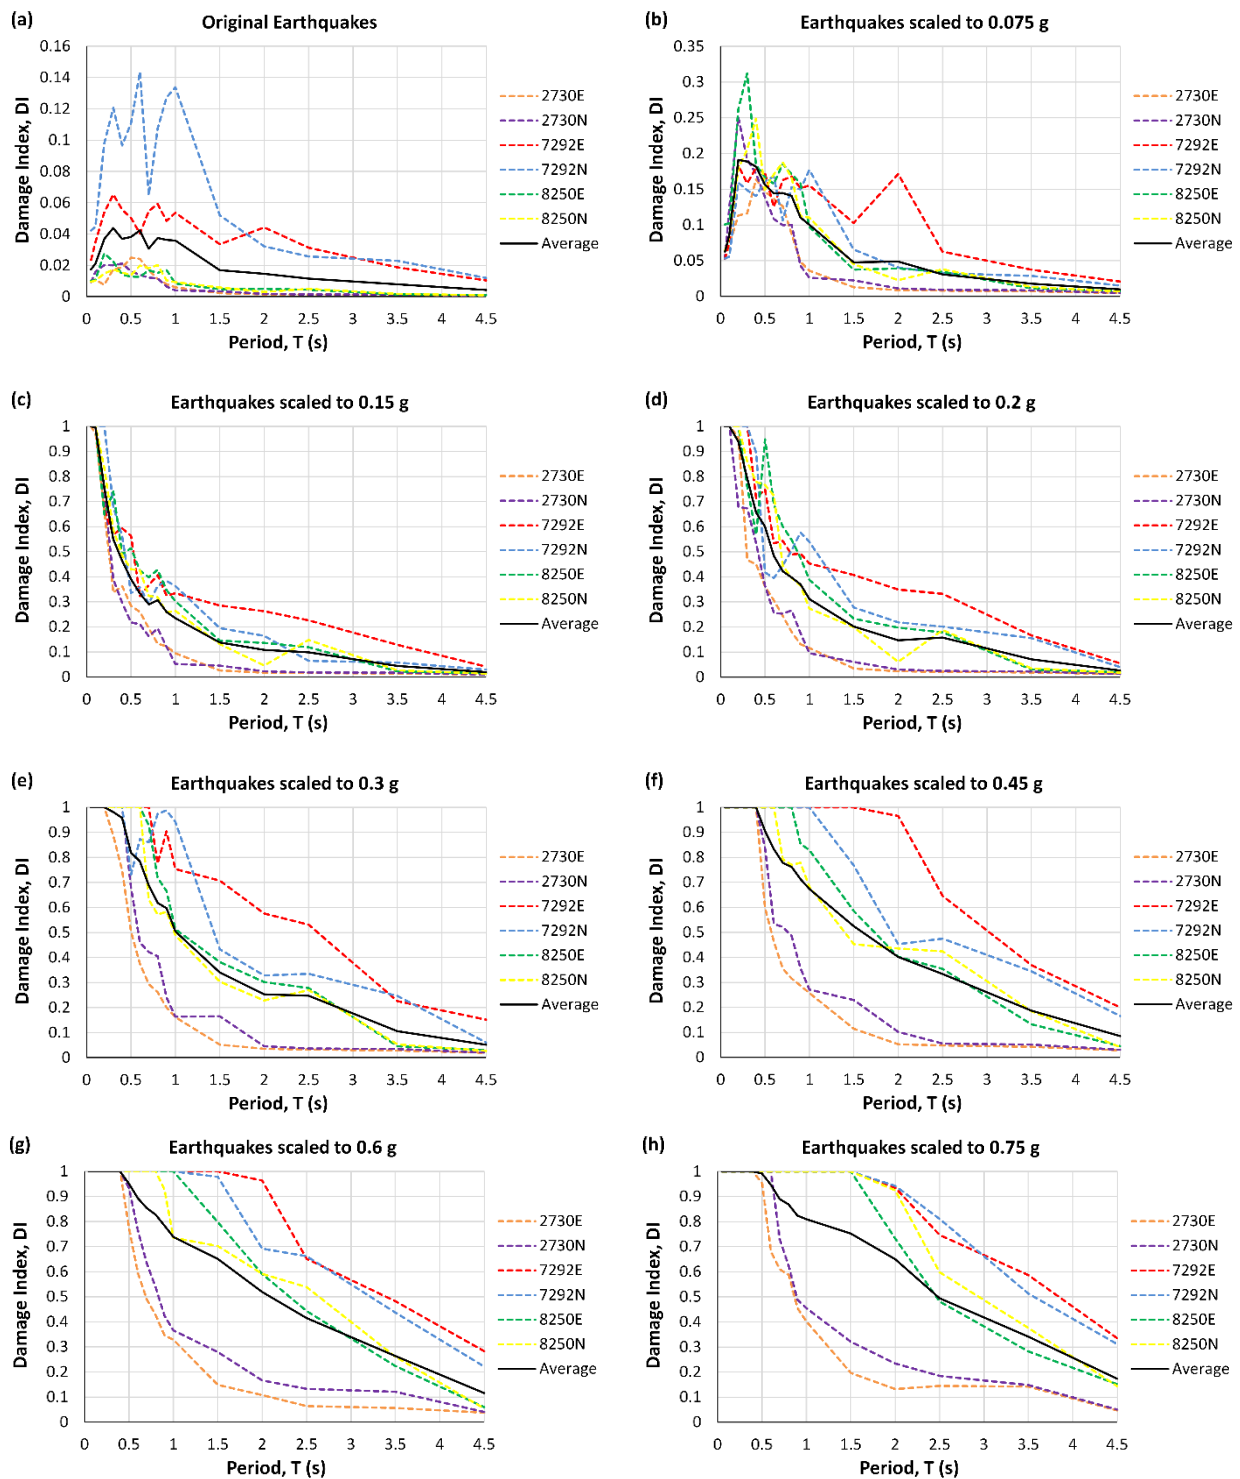 (a) Original Earthquakes
Damage Index, DI
0.16
0.14
0.12
0.1
0.08
0.06
0.04
0.02
0
0 0.5 1 1.5 2 2.5 3 3.5 4 4.5
Period, T (s)
2730E
2730N
7292E
7292N
8250E
8250N
Average
(b) Earthquakes scaled to 0.075 g
Damage Index, DI
0.35
0.3
0.25
0.2
0.15
0.1
0.05
0
0 0.5 1 1.5 2 2.5 3 3.5 4 4.5
Period, T (s)
2730E
2730N
7292E
7292N
8250E
8250N
Average
(c) Earthquakes scaled to 0.15 g
Damage Index, DI
1
0.9
0.8
0.7
0.6
0.5
0.4
0.3
0.2
0.1
0
0 0.5 1 1.5 2 2.5 3 3.5 4 4.5
Period, T (s)
2730E
2730N
7292E
7292N
8250E
8250N
Average
(d) Earthquakes scaled to 0.2 g
Damage Index, DI
1
0.9
0.8
0.7
0.6
0.5
0.4
0.3
0.2
0.1
0
0 0.5 1 1.5 2 2.5 3 3.5 4 4.5
Period, T (s)
2730E
2730N
7292E
7292N
8250E
8250N
Average
(e) Earthquakes scaled to 0.3 g
Damage Index, DI
1
0.9
0.8
0.7
0.6
0.5
0.4
0.3
0.2
0.1
0
0 0.5 1 1.5 2 2.5 3 3.5 4 4.5
Period, T (s)
2730E
2730N
7292E
7292N
8250E
8250N
Average
(f) Earthquakes scaled to 0.45 g
Damage Index, DI
1
0.9
0.8
0.7
0.6
0.5
0.4
0.3
0.2
0.1
0
0 0.5 1 1.5 2 2.5 3 3.5 4 4.5
Period, T (s)
2730E
2730N
7292E
7292N
8250E
8250N
Average
(g) Earthquakes scaled to 0.6 g
Damage Index, DI
1
0.9
0.8
0.7
0.6
0.5
0.4
0.3
0.2
0.1
0
0 0.5 1 1.5 2 2.5 3 3.5 4 4.5
Period, T (s)
2730E
2730N
7292E
7292N
8250E
8250N
Average
(h) Earthquakes scaled to 0.75 g
Damage Index, DI
1
0.9
0.8
0.7
0.6
0.5
0.4
0.3
0.2
0.1
0
0 0.5 1 1.5 2 2.5 3 3.5 4 4.5
Period, T (s)
2730E
2730N
7292E
7292N
8250E
8250N
Average